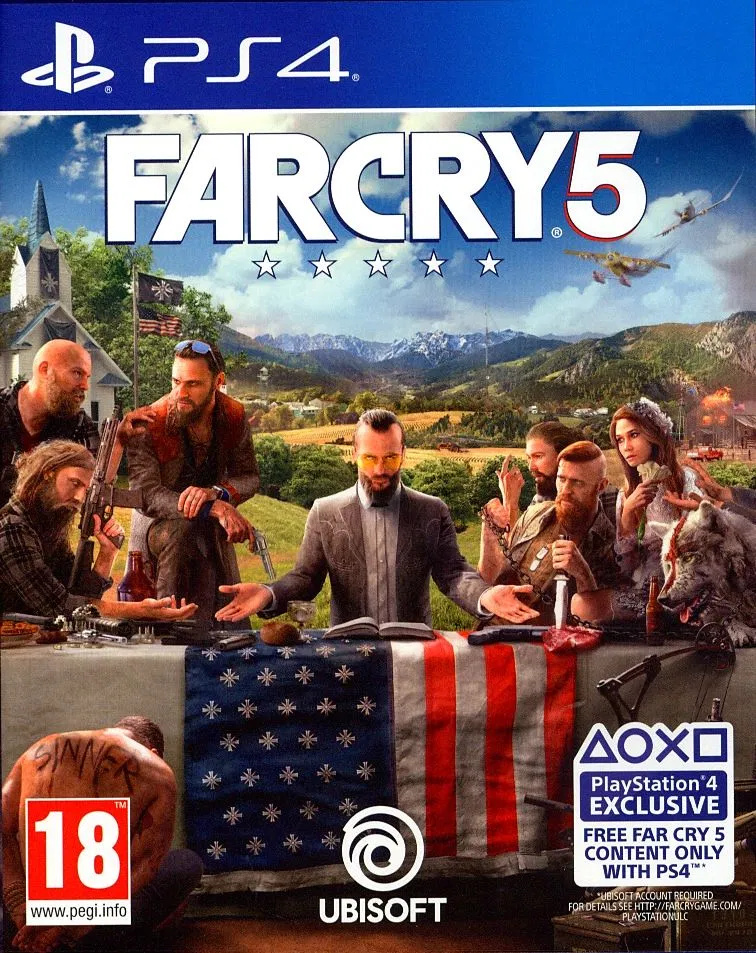 PS4
FARCRY5
SINNER
18
www.pegi.info
UBISOFT
PlayStation®4
EXCLUSIVE
FREE FAR CRY 5
CONTENT ONLY
WITH PS4™*
*UBISOFT ACCOUNT REQUIRED
FOR DETAILS SEE HTTP://FARCRYGAME.COM/
PLAYSTATIONULC